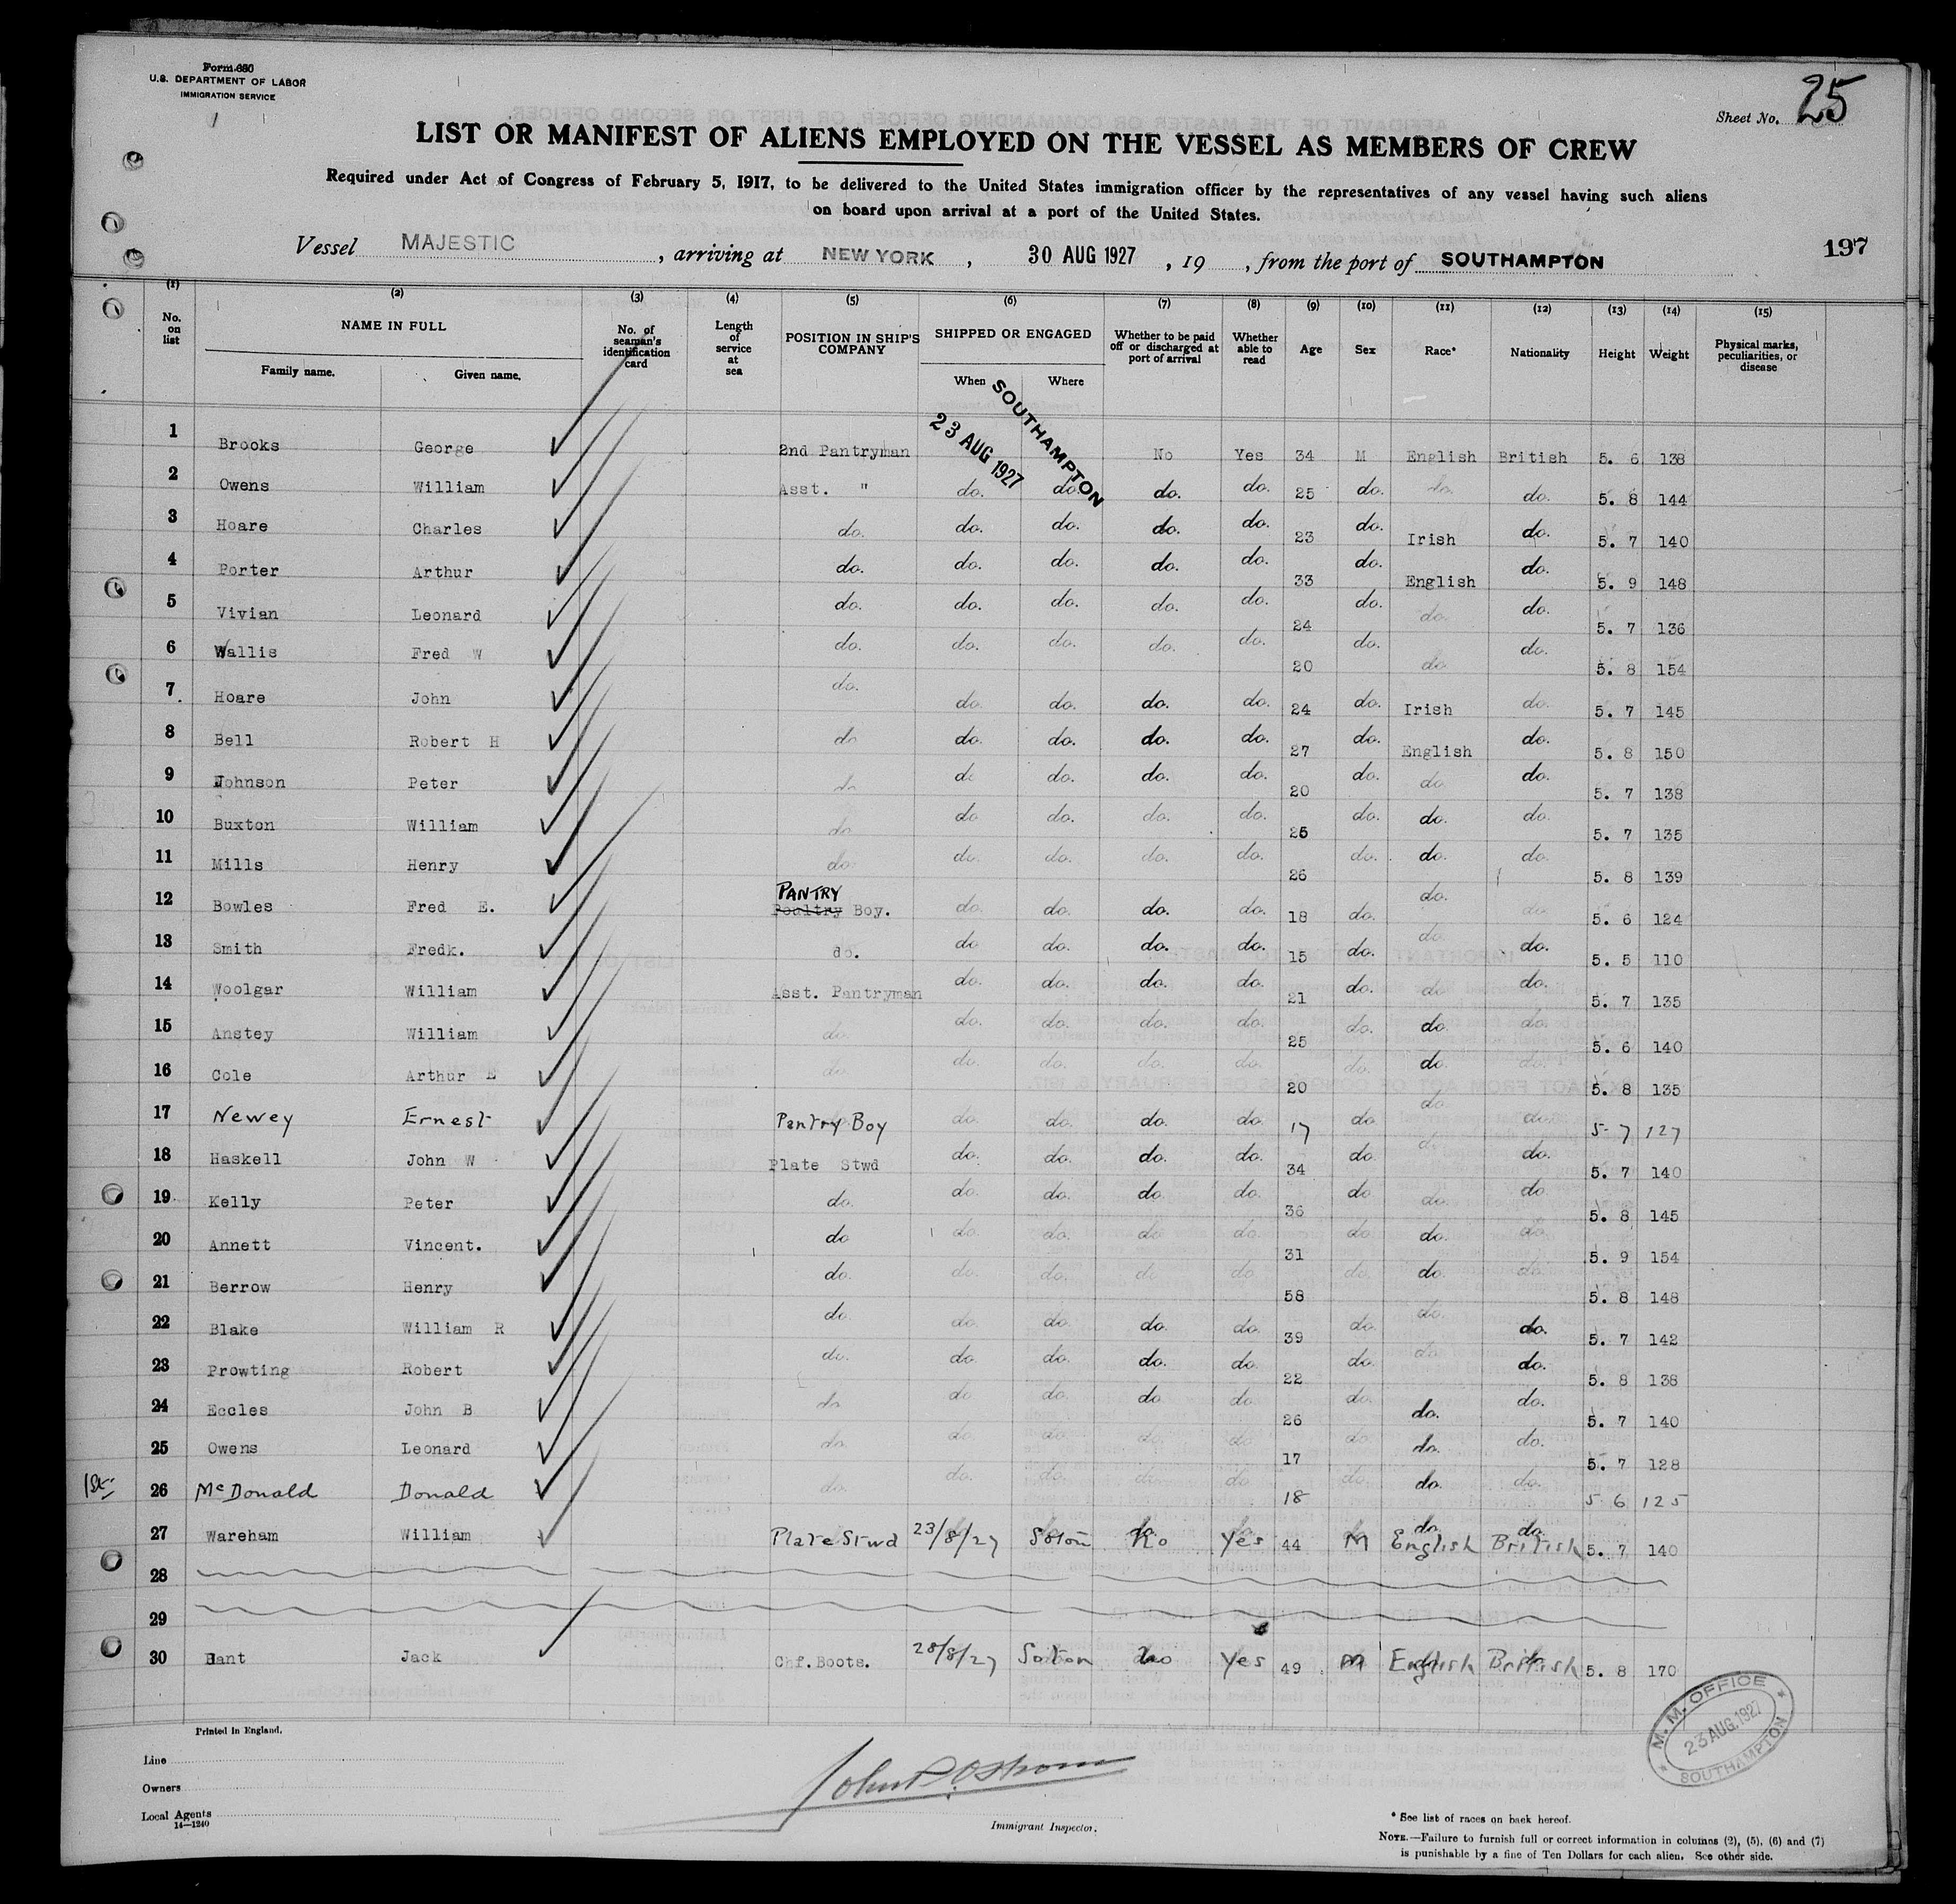 Form 680
U.S. DEPARTMENT OF LABOR
IMMIGRATION SERVICE
Sheet No. 25
LIST OR MANIFEST OF ALIENS EMPLOYED ON THE VESSEL AS MEMBERS OF CREW
Required under Act of Congress of February 5, 1917, to be delivered to the United States immigration officer by the representatives of any vessel having such aliens
on board upon arrival at a port of the United States.
Vessel MAJESTIC, arriving at NEW YORK, 30 AUG 1927, 19, from the port of SOUTHAMPTON
197
(1) (2) (3) (4) (5) (6) (7) (8) (9) (10) (11) (12) (13) (14) (15)
No. on list NAME IN FULL Family name. Given name. No. of seaman's identification card Length of service at sea POSITION IN SHIP'S COMPANY SHIPPED OR ENGAGED When Where Whether to be paid off or discharged at port of arrival Whether able to read Age Sex Race* Nationality Height Weight Physical marks, peculiarities, or disease
23 AUG 1927 SOUTHAMPTON
1 Brooks George 2nd Pantryman No Yes 34 M English British 5. 6 138
2 Owens William Asst. " do. do. do. do. 25 do. do. do. 5. 8 144
3 Hoare Charles do. do. do. do. do. 23 do. Irish do. 5. 7 140
4 Porter Arthur do. do. do. do. do. 33 do. English do. 5. 9 148
5 Vivian Leonard do. do. do. do. do. 24 do. do. do. 5. 7 136
6 Wallis Fred W do. do. do. do. do. 20 do. do do. 5. 8 154
7 Hoare John do. do. do. do. do. 24 do. Irish do. 5. 7 145
8 Bell Robert H do do. do. do. do. 27 do. English do. 5. 8 150
9 Johnson Peter do do do. do. do. 20 do. do do. 5. 7 138
10 Buxton William do do do. do. do. 25 do. do. do. 5. 7 135
11 Mills Henry do. do. do. do. do. 26 do. do. do. 5. 8 139
12 Bowles Fred E. PANTRY Poultry Boy. do. do. do. do. 18 do. do. do. 5. 6 124
13 Smith Fredk. do. do do. do. do. 15 do. do. do. 5. 5 110
14 Woolgar William Asst. Pantryman do. do. do. do. 21 do. do do. 5. 7 135
15 Anstey William do. do. do. do. do. 25 do. do. do. 5. 6 140
16 Cole Arthur E do. do. do. do. do. 20 do. do. do. 5. 8 135
17 Newey Ernest Pantry Boy do. do. do. do. 17 do do. do. 5 7 127
18 Haskell John W Plate Stwd do. do. do. do. 34 do do. do. 5. 7 140
19 Kelly Peter do. do. do. do. do. 36 do do. do 5. 8 145
20 Annett Vincent. do do. do. do do. 31 do do. do. 5. 9 154
21 Berrow Henry do. do. do. do do 58 do. do. do. 5. 8 148
22 Blake William R do. do. do. do. do. 39 do. do. do. 5. 7 142
23 Prowting Robert do. do. do. do. do. 22 do. do. do. 5. 8 138
24 Eccles John B do do do. do do. 26 do. do. do. 5. 7 140
25 Owens Leonard do. do. do. do. do. 17 do. do. do. 5. 7 128
26 McDonald Donald do. do. do. do. do 18 do. do. do. 5 6 125
27 Wareham William Plate Stwd 23/8/27 Soton No Yes 44 M English British 5. 7 140
28
29
30 Hant Jack Chf. Boots. 28/8/27 Soton No Yes 49 M English British 5. 8 170
M. M. OFFICE
23 AUG. 1927
SOUTHAMPTON
Printed in England.
Line
Owners
Local Agents
14—1240
Immigrant Inspector.
* See list of races on back hereof.
NOTE.—Failure to furnish full or correct information in columns (2), (5), (6) and (7)
is punishable by a fine of Ten Dollars for each alien. See other side.